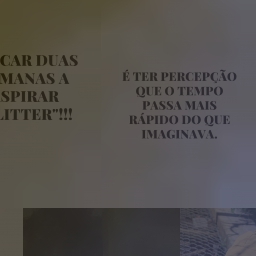 CAR DUAS
MANAS A
SPIRAR
LITTER"!!!
É TER PERCEPÇÃO
QUE O TEMPO
PASSA MAIS
RÁPIDO DO QUE
IMAGINAVA.